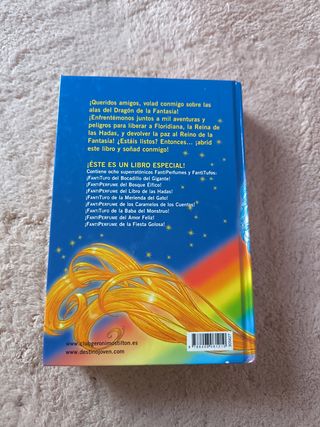 ¡Queridos amigos, volad conmigo sobre las
alas del Dragón de la Fantasía!
¡Enfrentémonos juntos a mil aventuras y
peligros para liberar a Floridiana, la Reina de
las Hadas, y devolver la paz al Reino de la
Fantasía! ¿Estáis listos? Entonces... ¡abrid
este libro y soñad conmigo!
¡ÉSTE ES UN LIBRO ESPECIAL!
Contiene ocho superratónicos FantiPerfumes y FantiTufos:
¡FantiTufo del Bocadillo del Gigante!
¡FantiPerfume del Bosque Élfico!
¡FantiPerfume del Libro de las Hadas!
¡FantiTufo de la Merienda del Gato!
¡FantiPerfume de los Caramelos de los Cuentos!
¡FantiTufo de la Baba del Monstruo!
¡FantiPerfume del Amor Feliz!
¡FantiPerfume de la Fiesta Golosa!
www.clubgeronimostilton.es
www.destinojoven.com